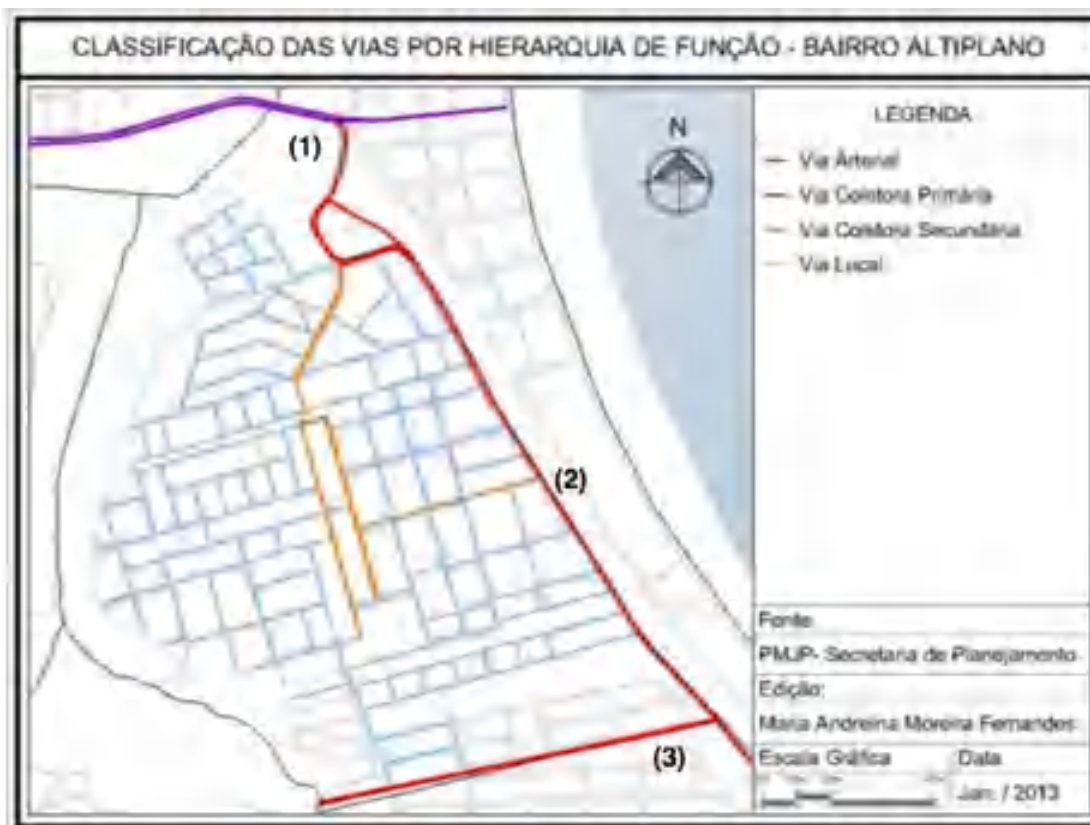 CLASSIFICAÇÃO DAS VIAS POR HIERARQUIA DE FUNÇÃO - BAIRRO ALTIPLANO
(1)
N
(2)
(3)
LEGENDA
Via Arterial
Via Coletora Primária
Via Coletora Secundária
Via Local
Fonte
PMJP- Secretaria de Planejamento
Edição:
Maria Andreina Moreira Fernandes
Escala Gráfica
Data
Jan. / 2013